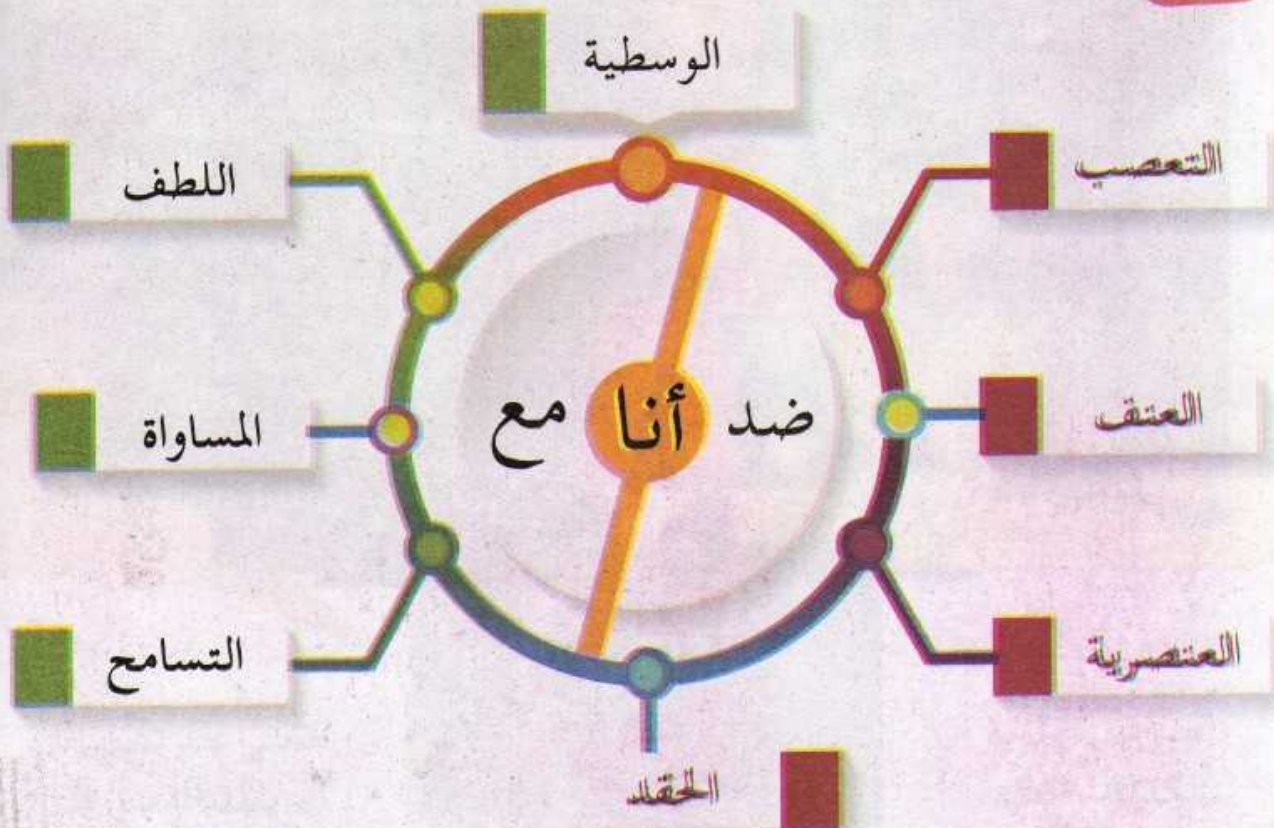 الوسطية
التعصب
اللطف
ضد أنا مع
العنف
المساواة
العنصرية
التسامح
الحقد